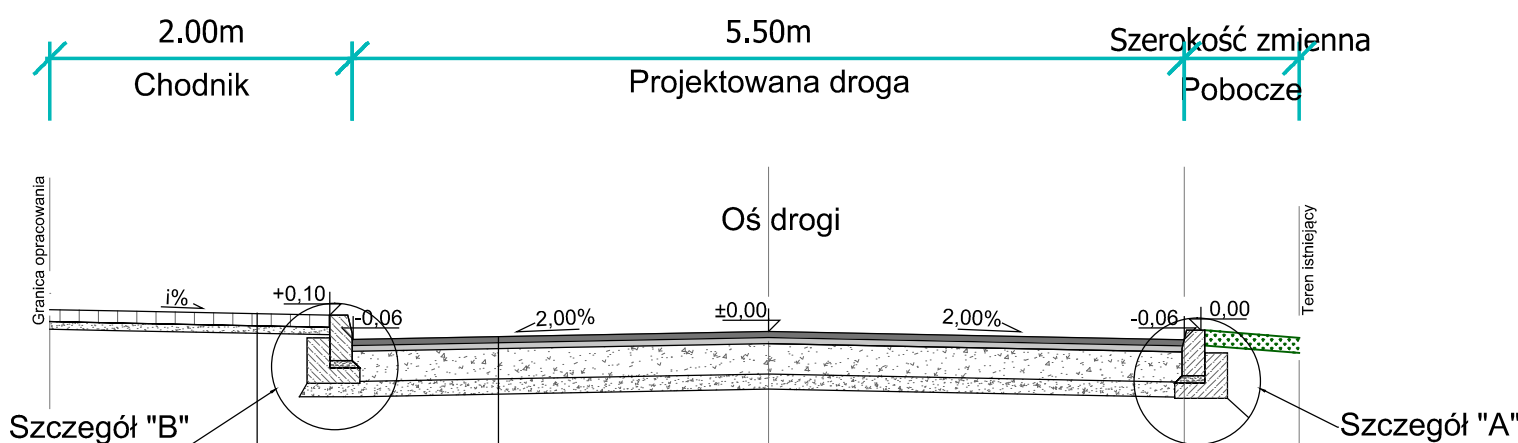 2.00m
5.50m
Szerokość zmienna
Chodnik
Projektowana droga
Pobocze
Granica opracowania
Oś drogi
Teren istniejący
i%
+0,10
-0,06
2,00%
±0,00
2,00%
-0,06
0,00
Szczegół "B"
Szczegół "A"